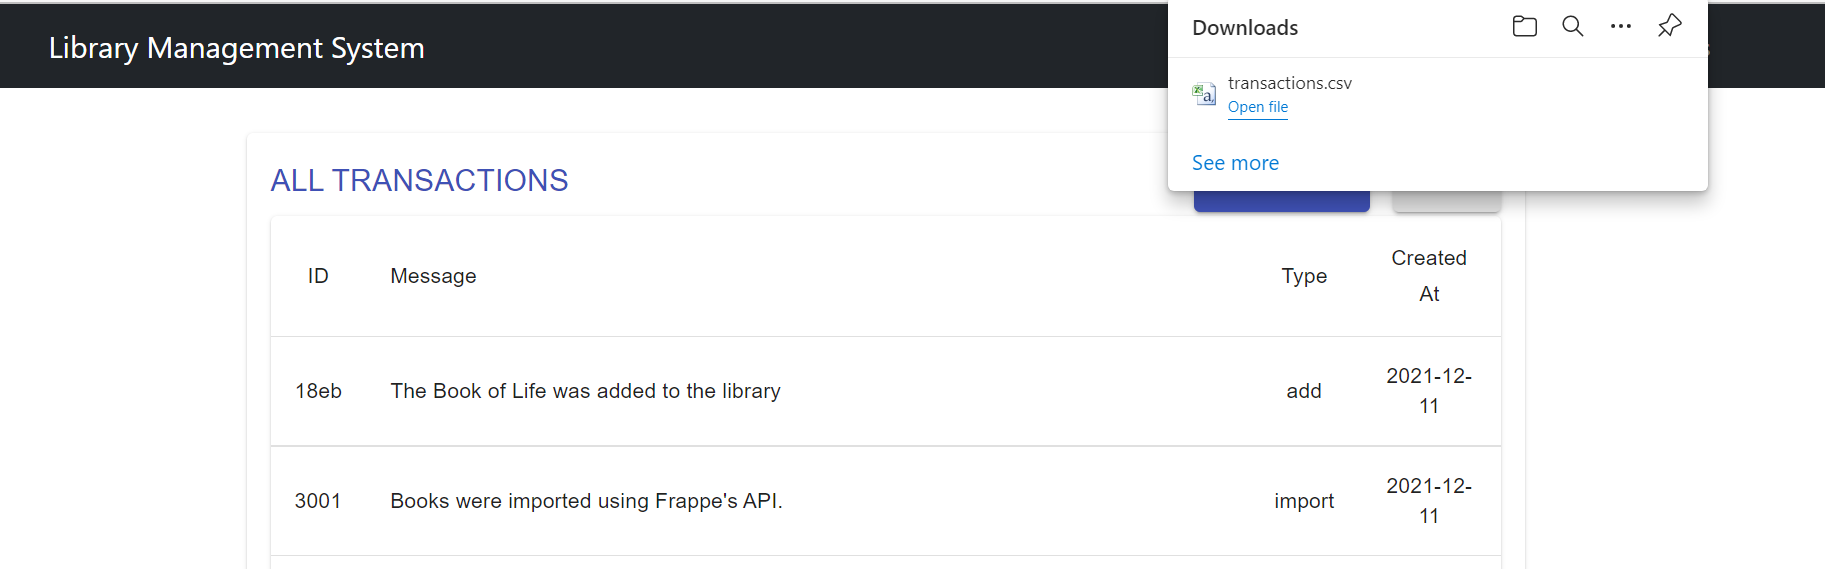 Library Management System
Downloads
transactions.csv
Open file
See more
ALL TRANSACTIONS
ID Message Type Created
At
18eb The Book of Life was added to the library add 2021-12-
11
3001 Books were imported using Frappe's API. import 2021-12-
11